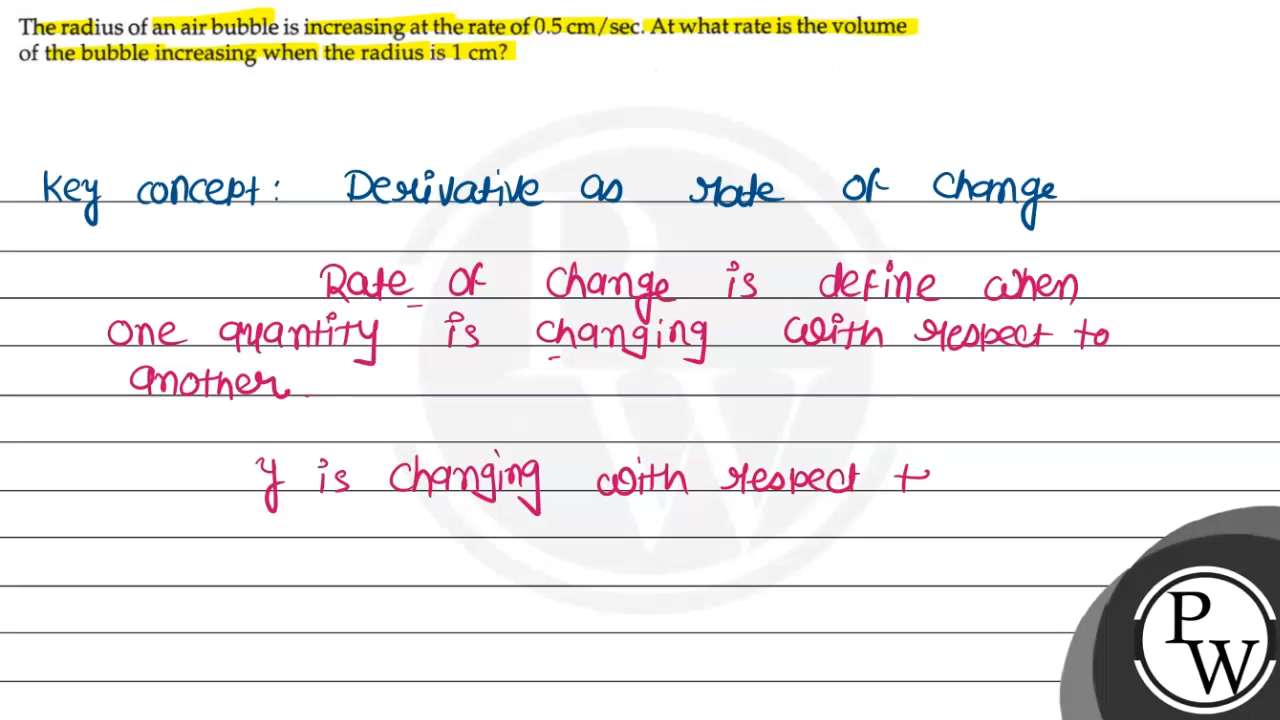 The radius of an air bubble is increasing at the rate of 0.5 cm/sec. At what rate is the volume
of the bubble increasing when the radius is 1 cm?
Key concept: Derivative as rate of change
Rate of change is define when
one quantity is changing with respect to
another.
y is changing with respect t
P
W
PW